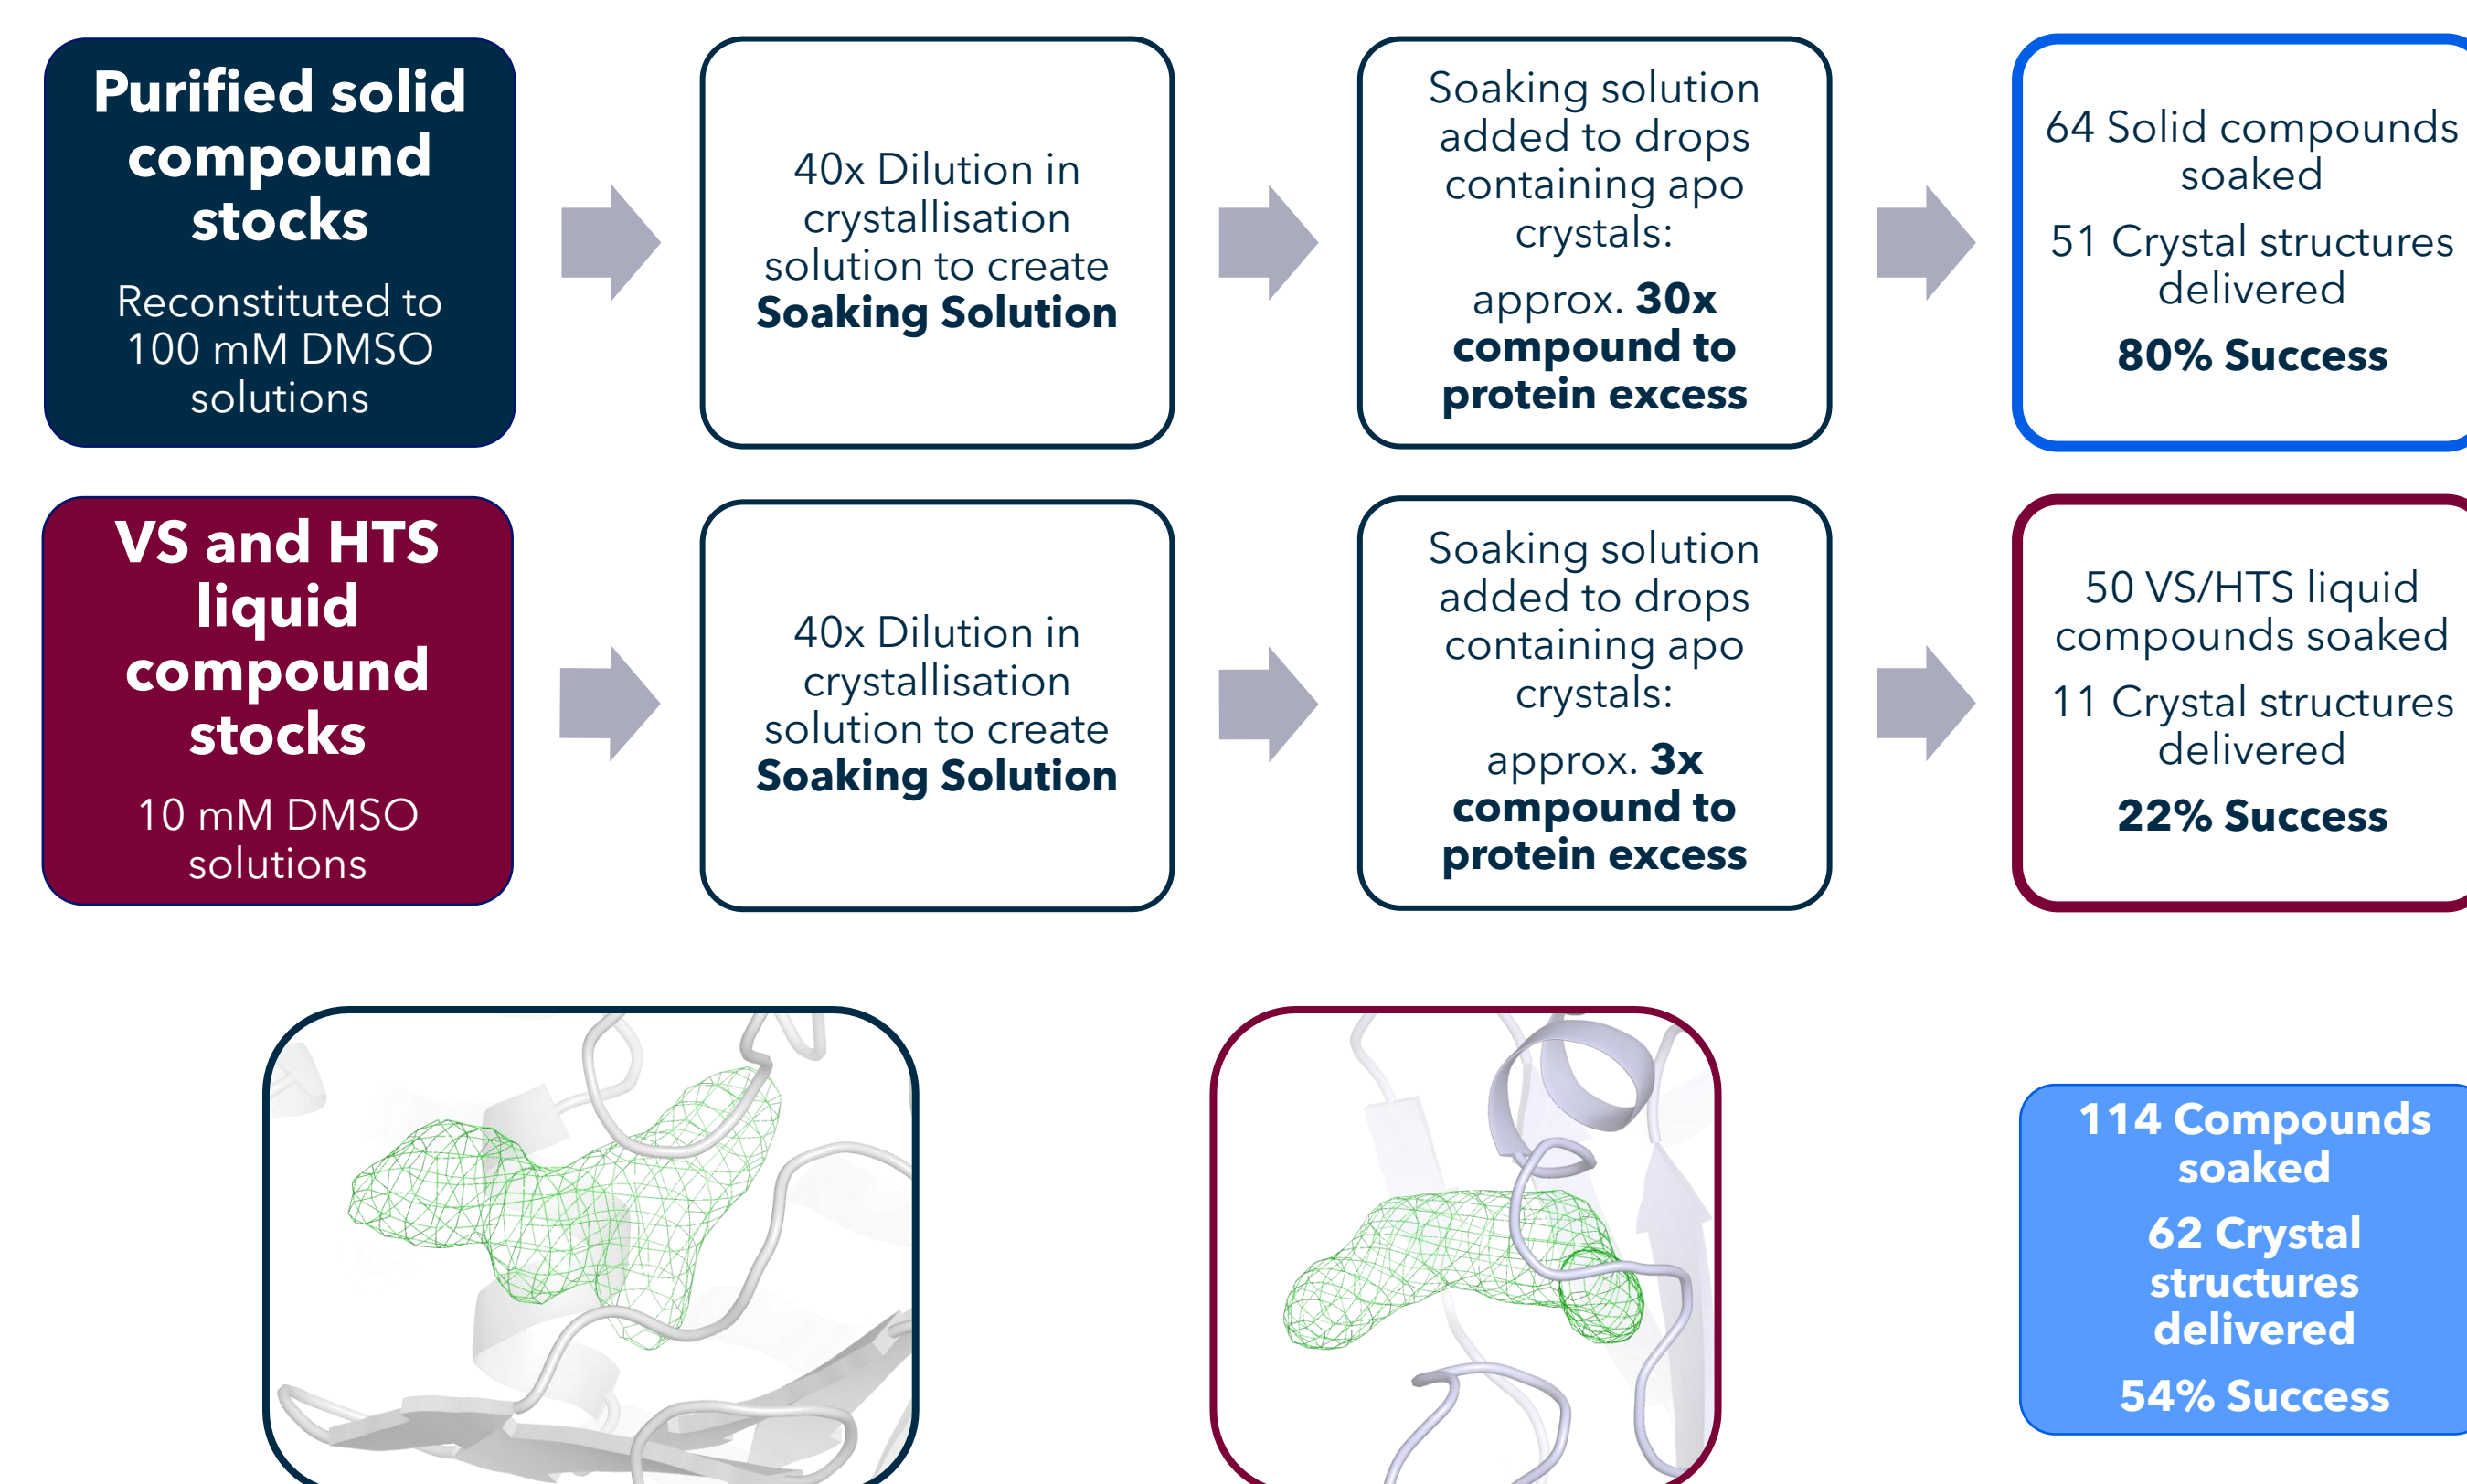 Purified solid
compound
stocks
Reconstituted to
100 mM DMSO
solutions
40x Dilution in
crystallisation
solution to create
Soaking Solution
Soaking solution
added to drops
containing apo
crystals:
approx. 30x
compound to
protein excess
64 Solid compounds
soaked
51 Crystal structures
delivered
80% Success
VS and HTS
liquid
compound
stocks
10 mM DMSO
solutions
40x Dilution in
crystallisation
solution to create
Soaking Solution
Soaking solution
added to drops
containing apo
crystals:
approx. 3x
compound to
protein excess
50 VS/HTS liquid
compounds soaked
11 Crystal structures
delivered
22% Success
114 Compounds
soaked
62 Crystal
structures
delivered
54% Success